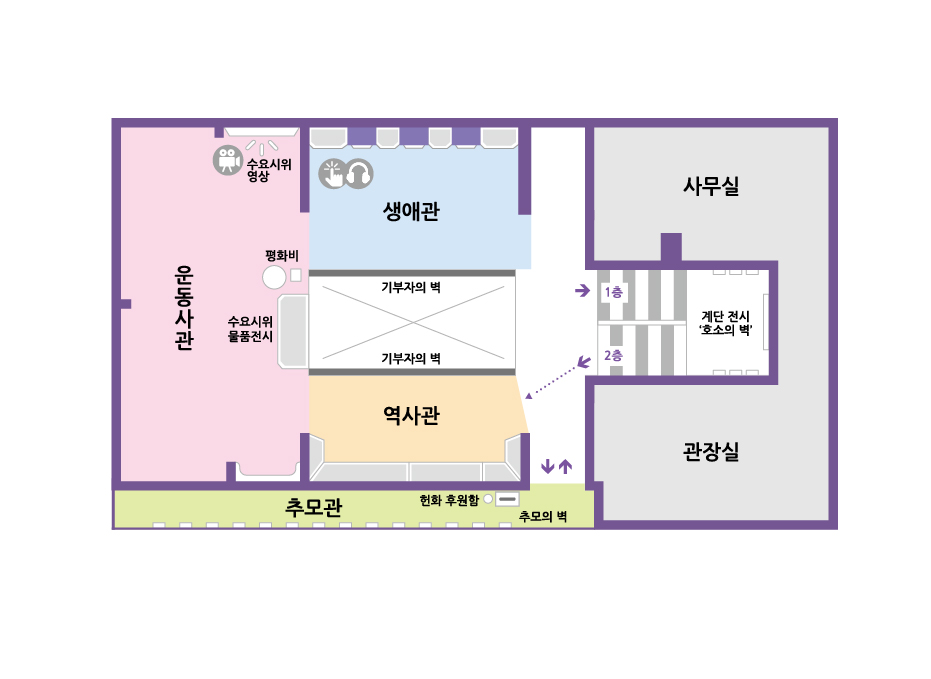 수요시위
영상
생애관
사무실
평화비
운동사관
기부자의 벽
1층
계단 전시
'호소의 벽'
수요시위
물품전시
기부자의 벽
2층
역사관
관장실
추모관
헌화 후원함
추모의 벽